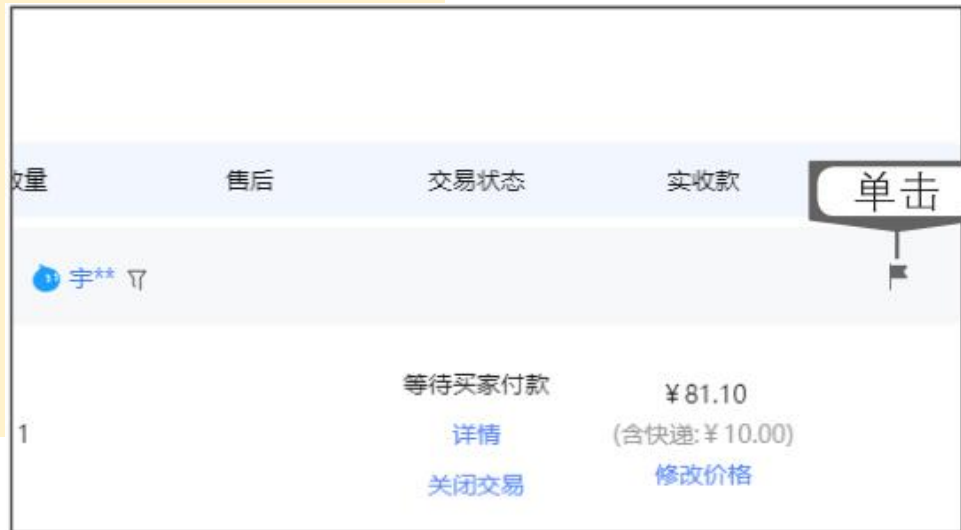 数量 售后 交易状态 实收款 单击
宇**
等待买家付款 ¥81.10
1 详情 (含快递:¥10.00)
关闭交易 修改价格